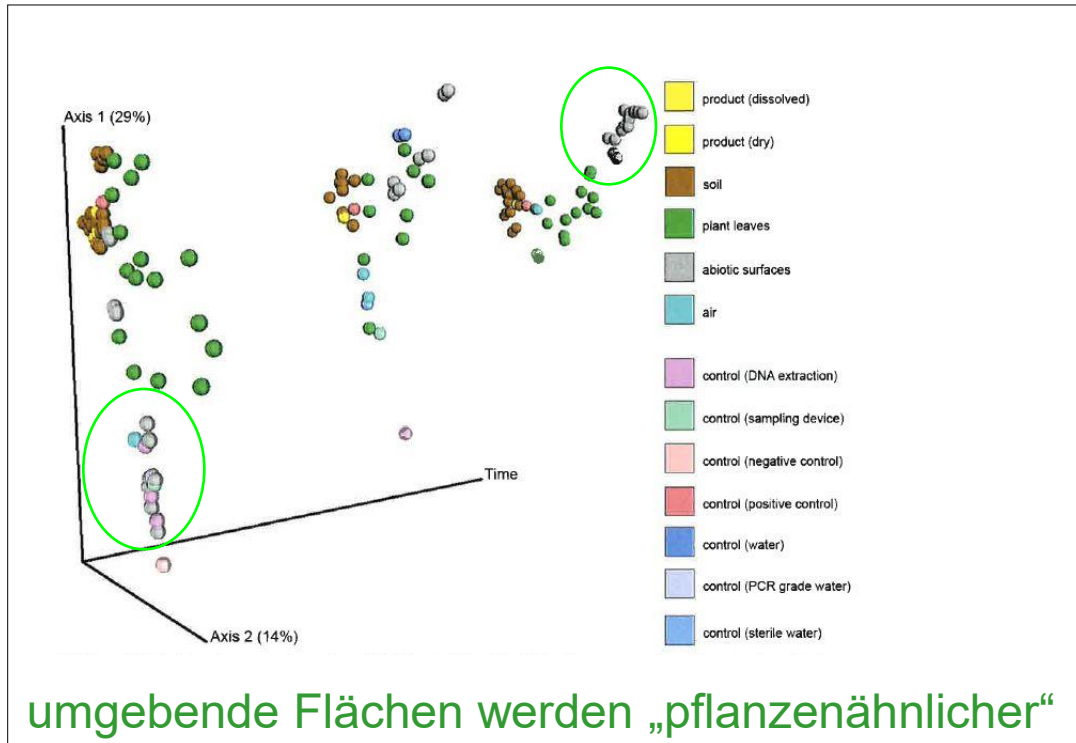 Axis 1 (29%)
Time
Axis 2 (14%)
product (dissolved)
product (dry)
soil
plant leaves
abiotic surfaces
air
control (DNA extraction)
control (sampling device)
control (negative control)
control (positive control)
control (water)
control (PCR grade water)
control (sterile water)
umgebende Flächen werden „pflanzenähnlicher“